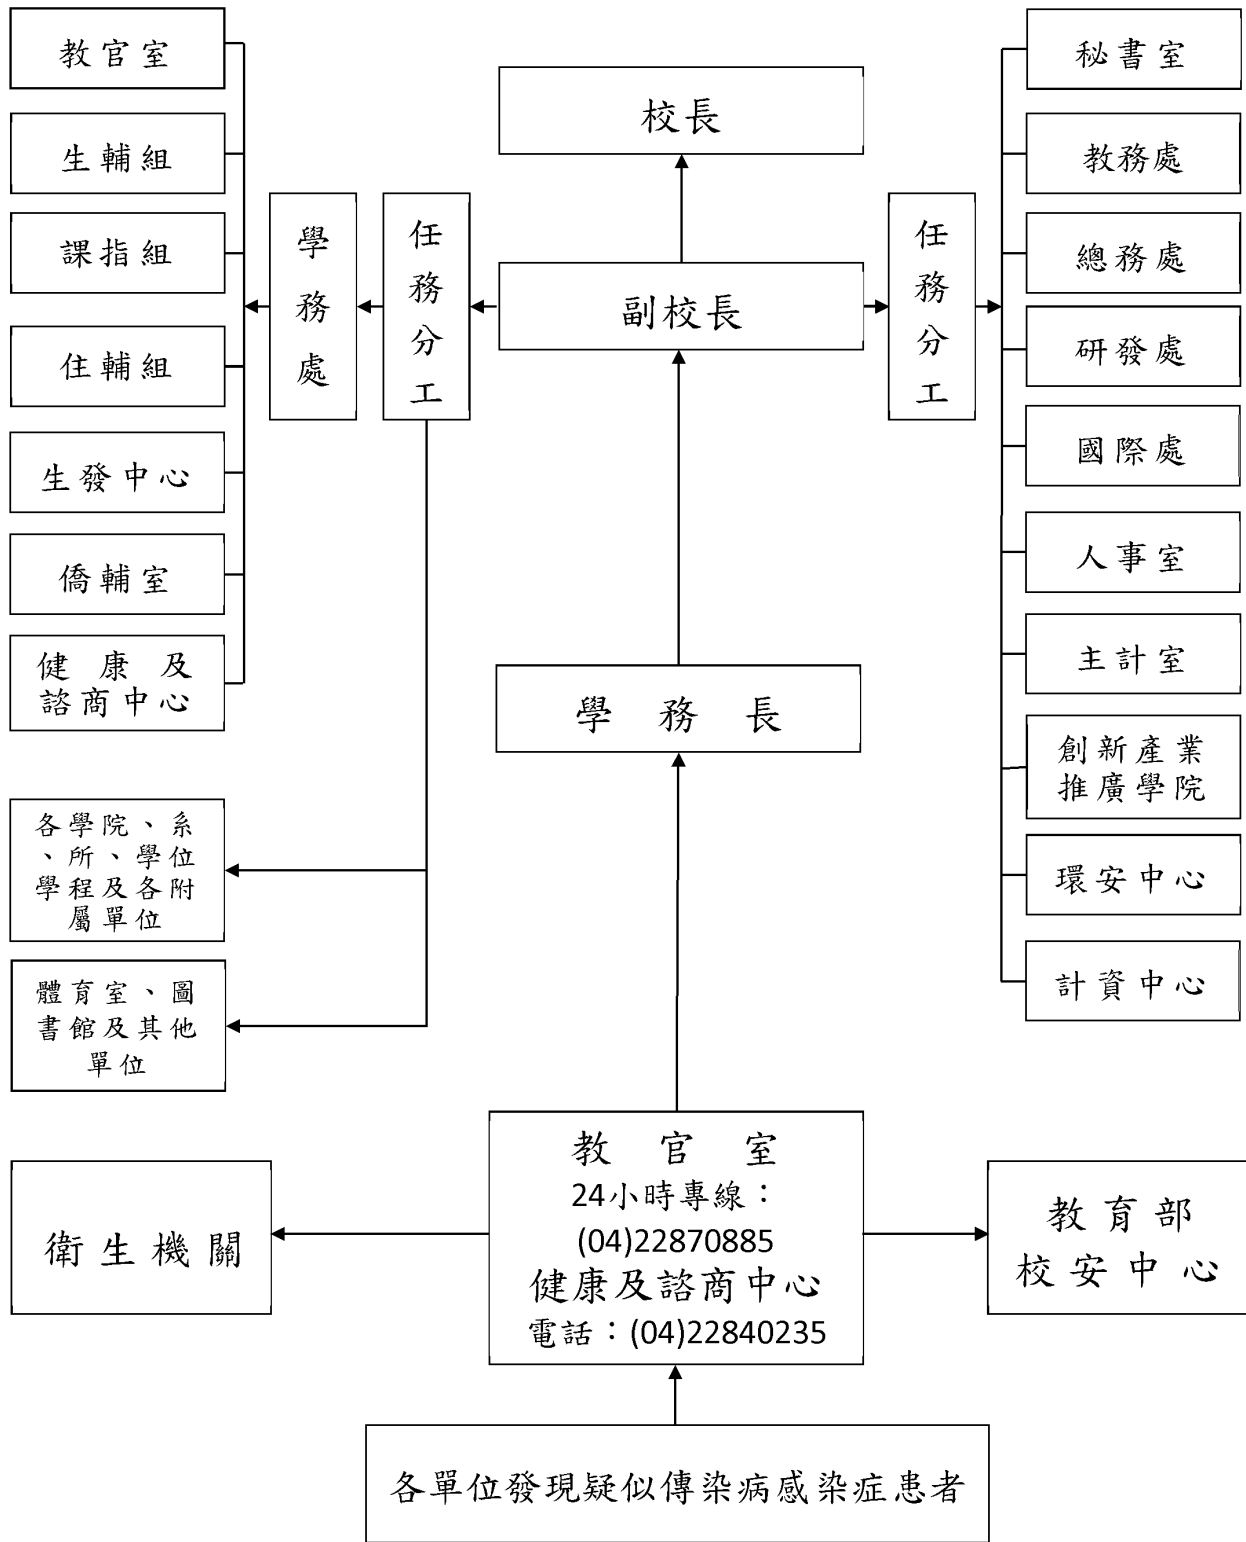 教官室
生輔組
課指組
住輔組
生發中心
僑輔室
健康及
諮商中心
各學院、系
、所、學位
學程及各附
屬單位
體育室、圖
書館及其他
單位
學務處
任務分工
校長
副校長
學務長
任務分工
秘書室
教務處
總務處
研發處
國際處
人事室
主計室
創新產業
推廣學院
環安中心
計資中心
衛生機關
教官室
24小時專線：
(04)22870885
健康及諮商中心
電話：(04)22840235
教育部
校安中心
各單位發現疑似傳染病感染症患者